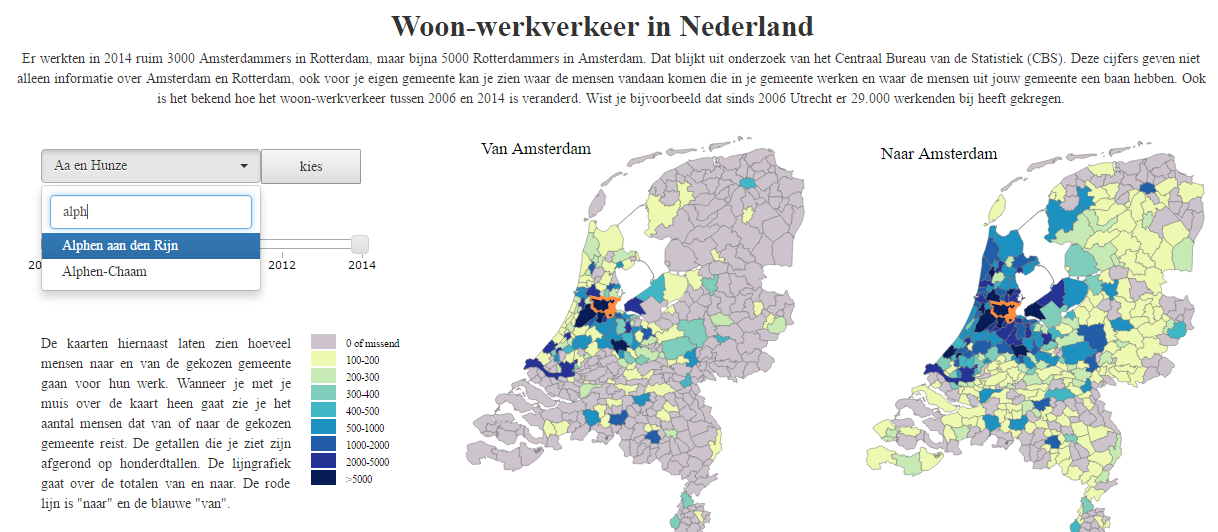 Woon-werkverkeer in Nederland
Er werkten in 2014 ruim 3000 Amsterdammers in Rotterdam, maar bijna 5000 Rotterdammers in Amsterdam. Dat blijkt uit onderzoek van het Centraal Bureau van de Statistiek (CBS). Deze cijfers geven niet
alleen informatie over Amsterdam en Rotterdam, ook voor je eigen gemeente kan je zien waar de mensen vandaan komen die in je gemeente werken en waar de mensen uit jouw gemeente een baan hebben. Ook
is het bekend hoe het woon-werkverkeer tussen 2006 en 2014 is veranderd. Wist je bijvoorbeeld dat sinds 2006 Utrecht er 29.000 werkenden bij heeft gekregen.
Van Amsterdam
Naar Amsterdam
Aa en Hunze
kies
alph
Alphen aan den Rijn
Alphen-Chaam
2012
2014
De kaarten hiernaast laten zien hoeveel
mensen naar en van de gekozen gemeente
gaan voor hun werk. Wanneer je met je
muis over de kaart heen gaat zie je het
aantal mensen dat van of naar de gekozen
gemeente reist. De getallen die je ziet zijn
afgerond op honderdtallen. De lijngrafiek
gaat over de totalen van en naar. De rode
lijn is "naar" en de blauwe "van".
0 of missend
100-200
200-300
300-400
400-500
500-1000
1000-2000
2000-5000
>5000